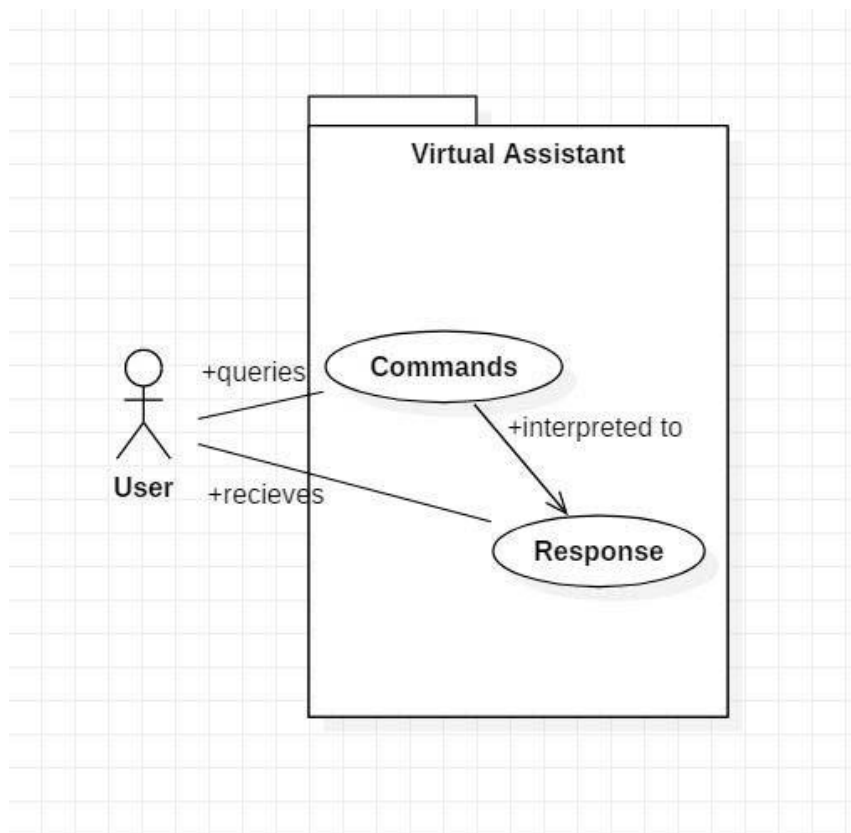 Virtual Assistant
Commands
+queries
+interpreted to
User
+recieves
Response